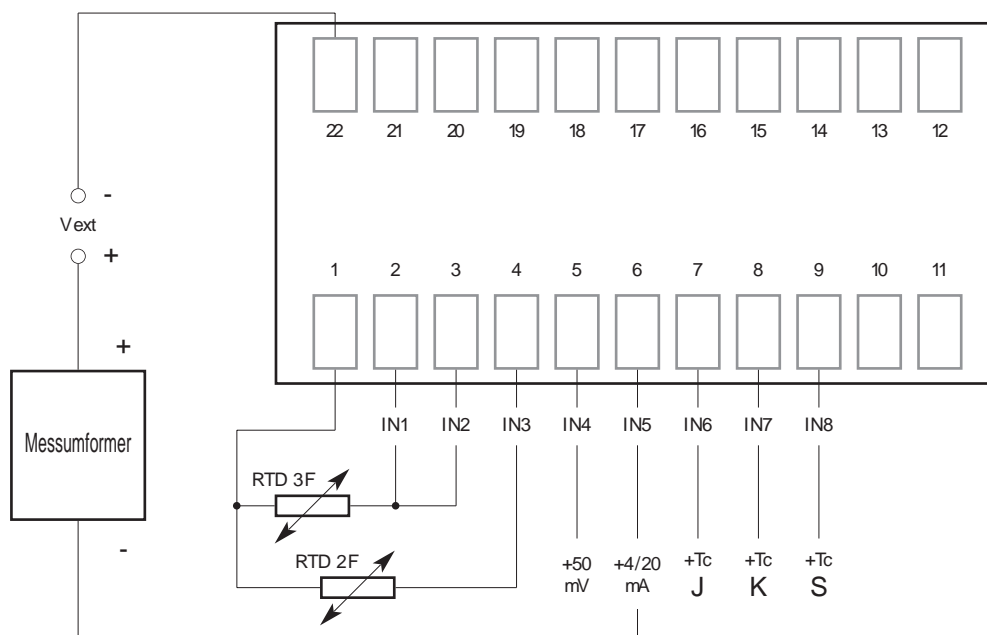 22 21 20 19 18 17 16 15 14 13 12
-
Vext
+
1 2 3 4 5 6 7 8 9 10 11
+
Messumformer
-
IN1 IN2 IN3 IN4 IN5 IN6 IN7 IN8
RTD 3F
RTD 2F
+50 +4/20 +Tc +Tc +Tc
mV mA J K S